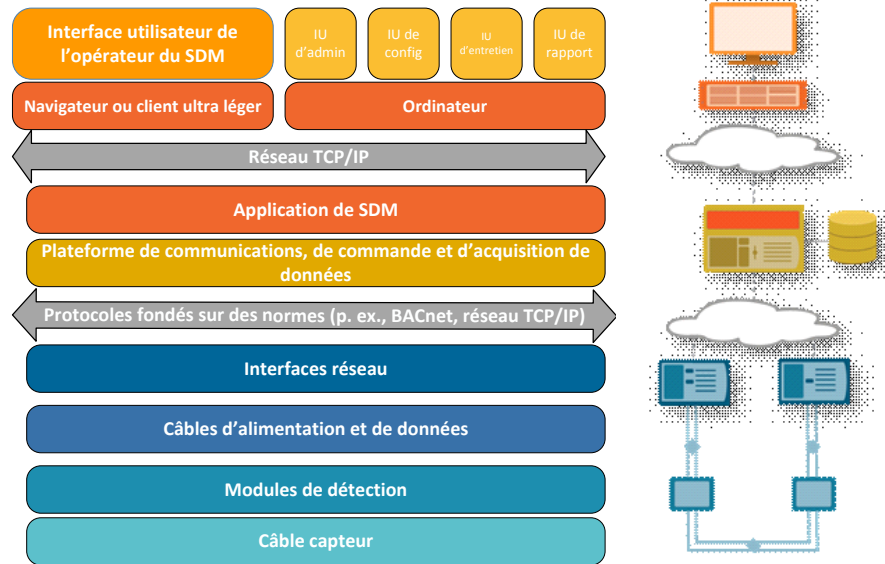 Interface utilisateur de
l'opérateur du SDM
IU
d'admin
IU de
config
IU
d'entretien
IU de
rapport
Navigateur ou client ultra léger
Ordinateur
Réseau TCP/IP
Application de SDM
Plateforme de communications, de commande et d'acquisition de
données
Protocoles fondés sur des normes (p. ex., BACnet, réseau TCP/IP)
Interfaces réseau
Câbles d'alimentation et de données
Modules de détection
Câble capteur